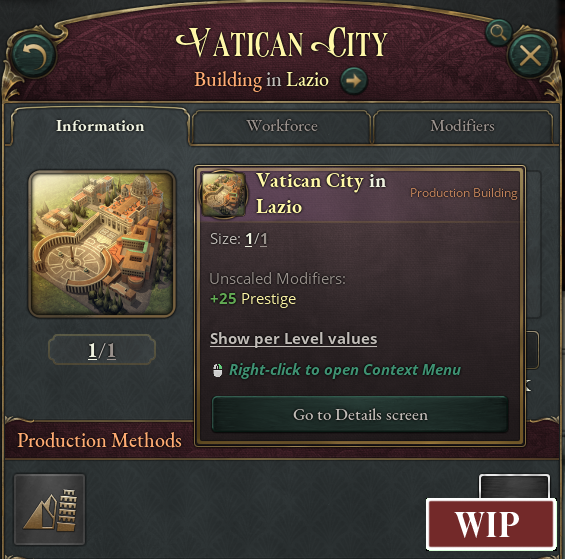 Vatican City
Building in Lazio
Information
Workforce
Modifiers
Vatican City in
Lazio
Production Building
Size: 1/1
Unscaled Modifiers:
+25 Prestige
Show per Level values
Right-click to open Context Menu
Go to Details screen
1/1
Production Methods
WIP